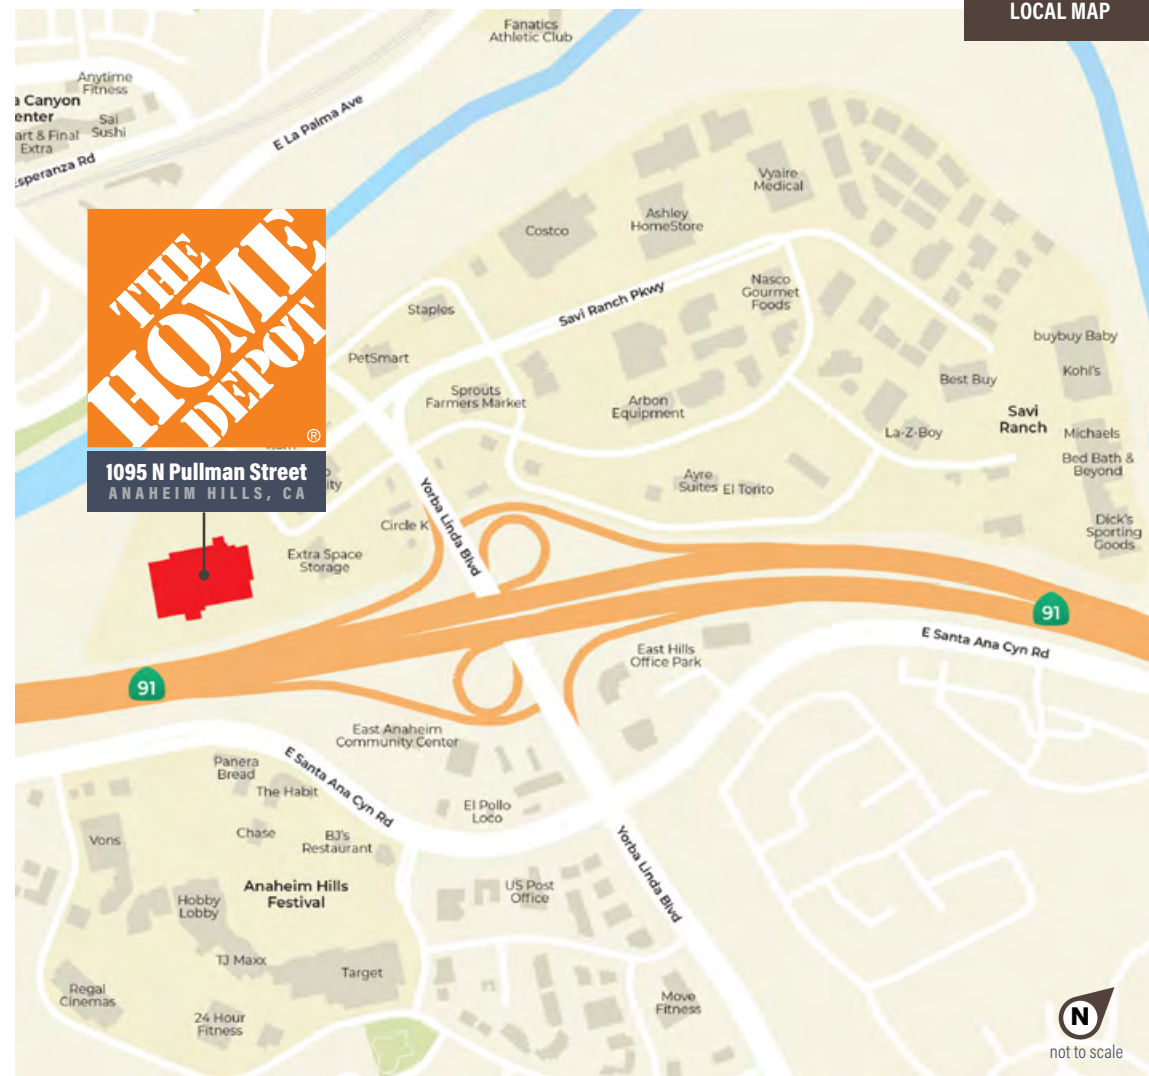 LOCAL MAP
Fanatics
Athletic Club
Anytime
Fitness
Canyon
Sai
Sushi
& Final
Extra
Rd
E La Palma Ave
Vyaire
Medical
Ashley
HomeStore
Costco
THE
HOME
DEPOT
®
1095 N Pullman Street
ANAHEIM HILLS, CA
Nasco
Gourmet
Foods
Savi Ranch Pkwy
Staples
PetSmart
Sprouts
Farmers Market
Arbon
Equipment
buybuy Baby
Kohl's
Best Buy
Savi
Ranch
La-Z-Boy
Michaels
Bed Bath &
Beyond
Ayre
Suites
El Torito
Dick's
Sporting
Goods
Circle K
Yorba Linda Blvd
Extra Space
Storage
91
91
E Santa Ana Cyn Rd
East Hills
Office Park
East Anaheim
Community Center
E Santa Ana Cyn Rd
Panera
Bread
The Habit
El Pollo
Loco
Vons
Chase
BJ's
Restaurant
Yorba Linda Blvd
Anaheim Hills
Festival
US Post
Office
Hobby
Lobby
TJ Maxx
Target
Regal
Cinemas
24 Hour
Fitness
Move
Fitness
N
not to scale